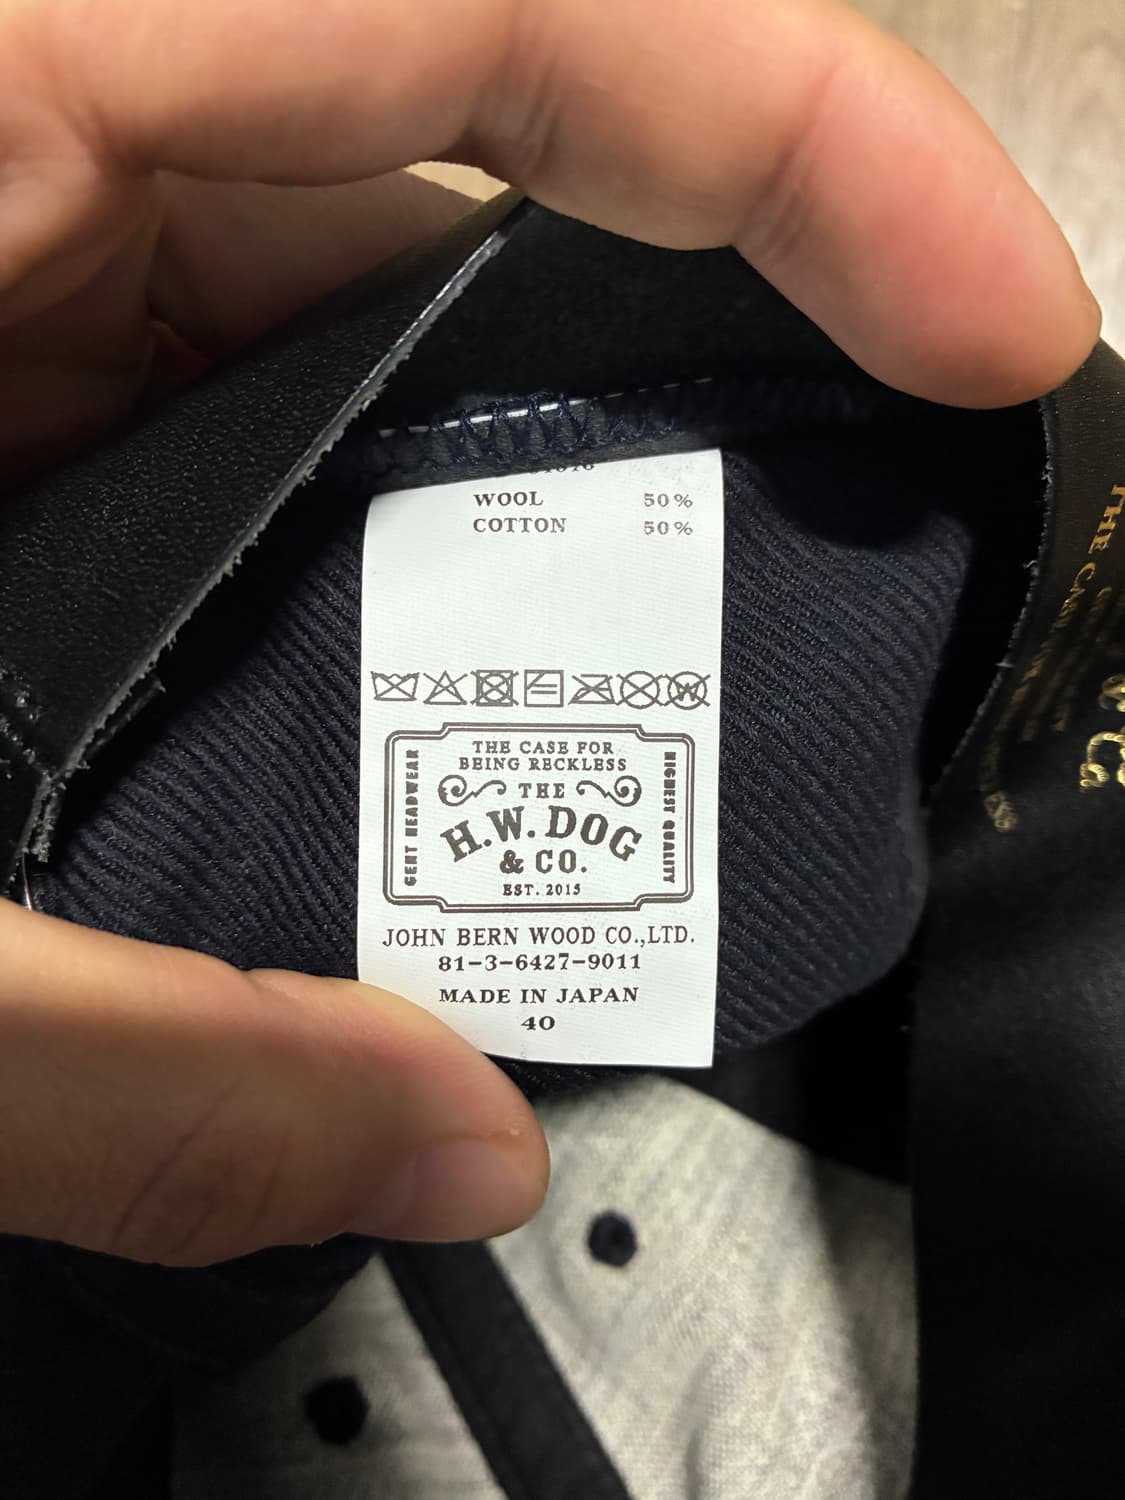 WOOL 50%
COTTON 50%
THE CASE FOR
BEING RECKLESS
THE
H.W. DOG
& CO.
EST. 2015
GENT HEADWEAR
HIGHEST QUALITY
JOHN BERN WOOD CO.,LTD.
81-3-6427-9011
MADE IN JAPAN
40
THE